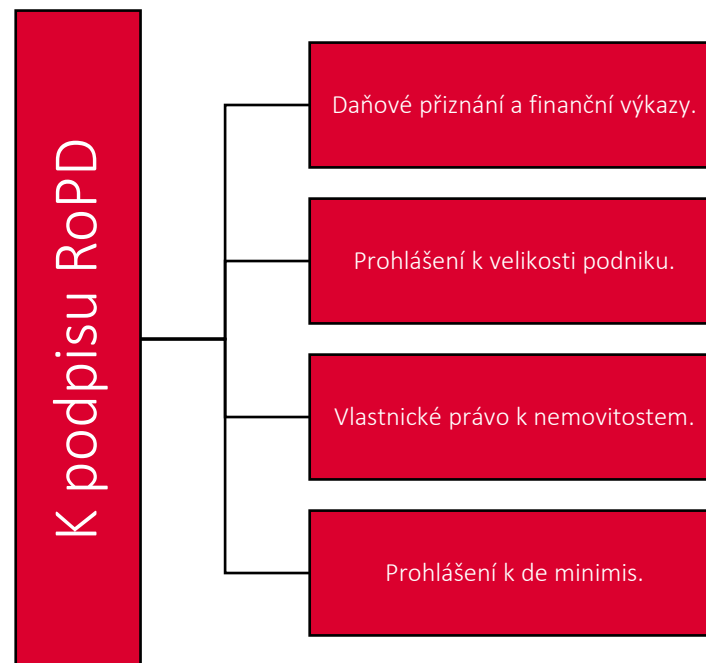 K podpisu RoPD
Daňové přiznání a finanční výkazy.
Prohlášení k velikosti podniku.
Vlastnické právo k nemovitostem.
Prohlášení k de minimis.